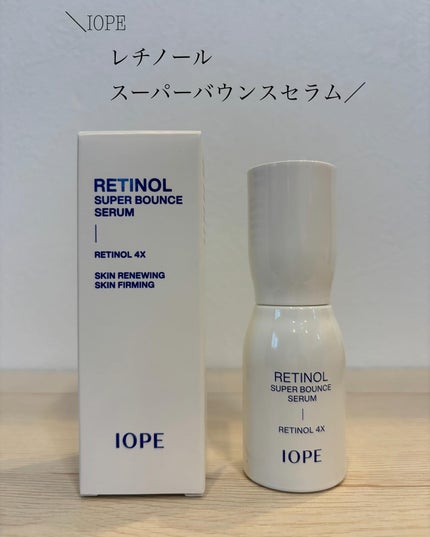 ＼IOPE
レチノール
スーパーバウンスセラム／
RETINOL
SUPER BOUNCE
SERUM
RETINOL 4X
SKIN RENEWING
SKIN FIRMING
IOPE
RETINOL
SUPER BOUNCE
SERUM
RETINOL 4X
IOPE